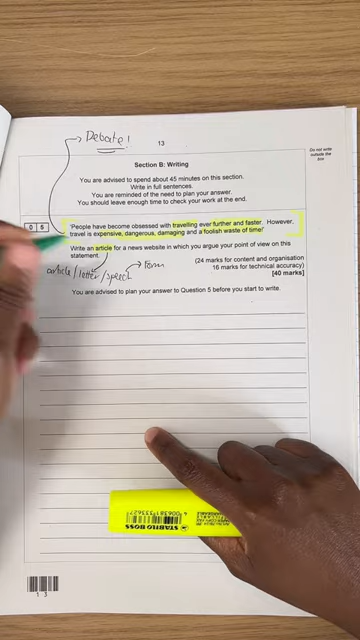 Debate!
13
Do not write
outside the
box
Section B: Writing
You are advised to spend about 45 minutes on this section.
Write in full sentences.
You are reminded of the need to plan your answer.
You should leave enough time to check your work at the end.
0 5
'People have become obsessed with travelling ever further and faster. However,
travel is expensive, dangerous, damaging and a foolish waste of time!'
Write an article for a news website in which you argue your point of view on this
statement.
article/letter/speech → Form
(24 marks for content and organisation
16 marks for technical accuracy)
[40 marks]
You are advised to plan your answer to Question 5 before you start to write.
STABILO BOSS
1 3